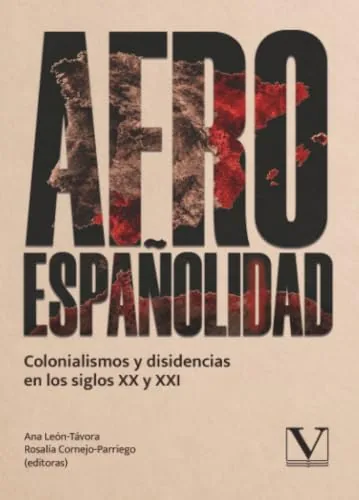 AFRO
ESPAÑOLIDAD
Colonialismos y disidencias
en los siglos XX y XXI
Ana León-Távora
Rosalía Cornejo-Parriego
(editoras)
V